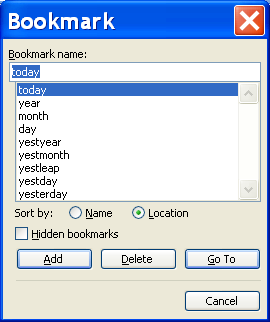 Bookmark
Bookmark name:
today
today
year
month
day
yestyear
yestmonth
yestleap
yestday
yesterday
Sort by: Name Location
Hidden bookmarks
Add Delete Go To
Cancel